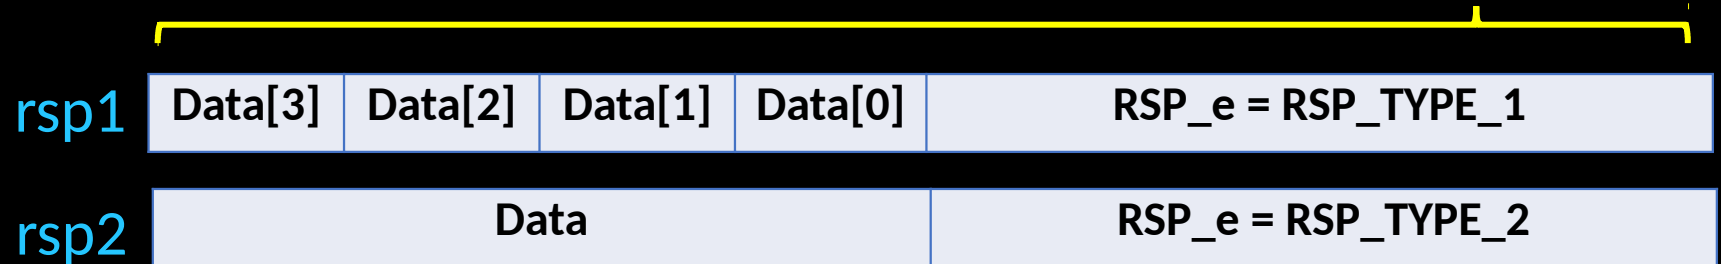 rsp1 Data[3] Data[2] Data[1] Data[0] RSP_e = RSP_TYPE_1
rsp2 Data RSP_e = RSP_TYPE_2